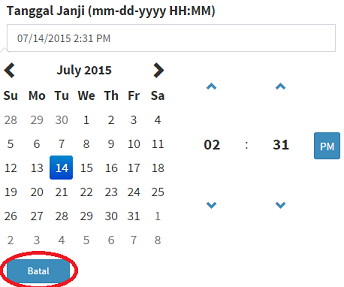 Tanggal Janji (mm-dd-yyyy HH:MM)
07/14/2015 2:31 PM
July 2015
Su Mo Tu We Th Fr Sa
28 29 30 1 2 3 4
5 6 7 8 9 10 11
12 13 14 15 16 17 18
19 20 21 22 23 24 25
26 27 28 29 30 31 1
2 3 4 5 6 7 8
02 : 31 PM
Batal